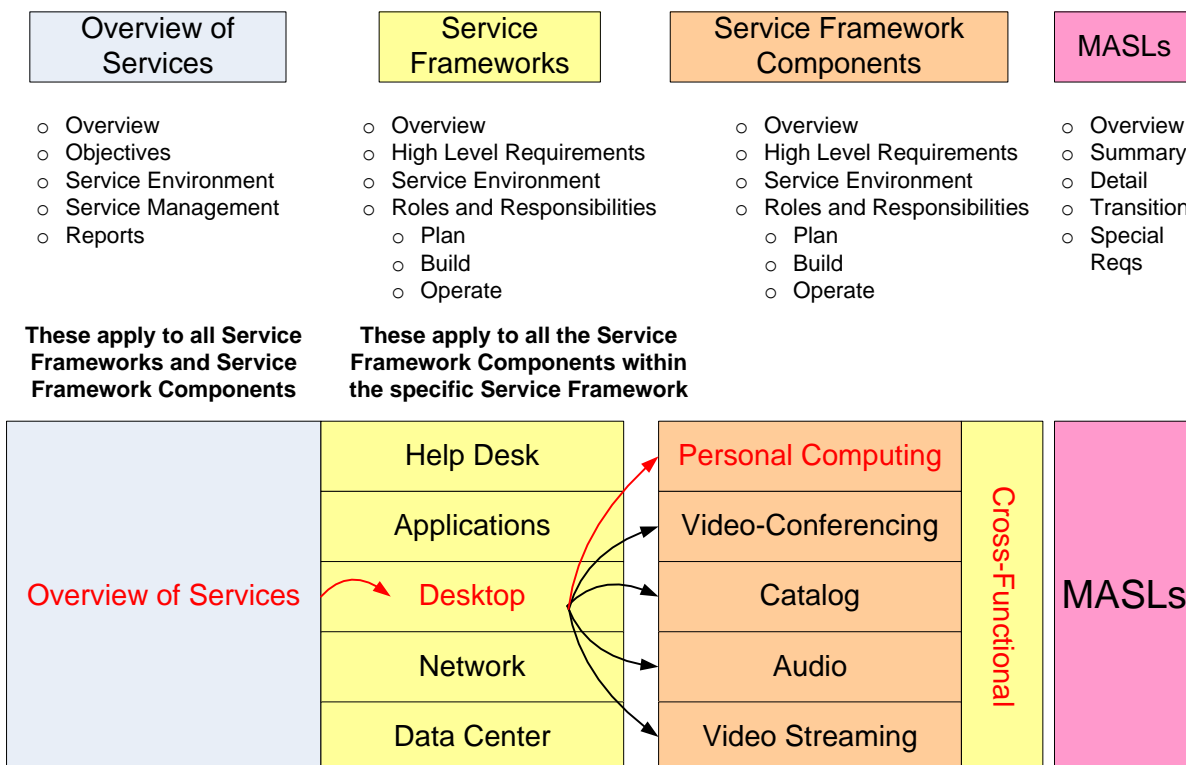 Overview of
Services
Service
Frameworks
Service Framework
Components
MASLs
o Overview
o Objectives
o Service Environment
o Service Management
o Reports
o Overview
o High Level Requirements
o Service Environment
o Roles and Responsibilities
o Plan
o Build
o Operate
o Overview
o High Level Requirements
o Service Environment
o Roles and Responsibilities
o Plan
o Build
o Operate
o Overview
o Summary
o Detail
o Transition
o Special
Reqs
These apply to all Service
Frameworks and Service
Framework Components
These apply to all the Service
Framework Components within
the specific Service Framework
Overview of Services
Help Desk
Applications
Desktop
Network
Data Center
Personal Computing
Video-Conferencing
Catalog
Audio
Video Streaming
Cross-Functional
MASLs